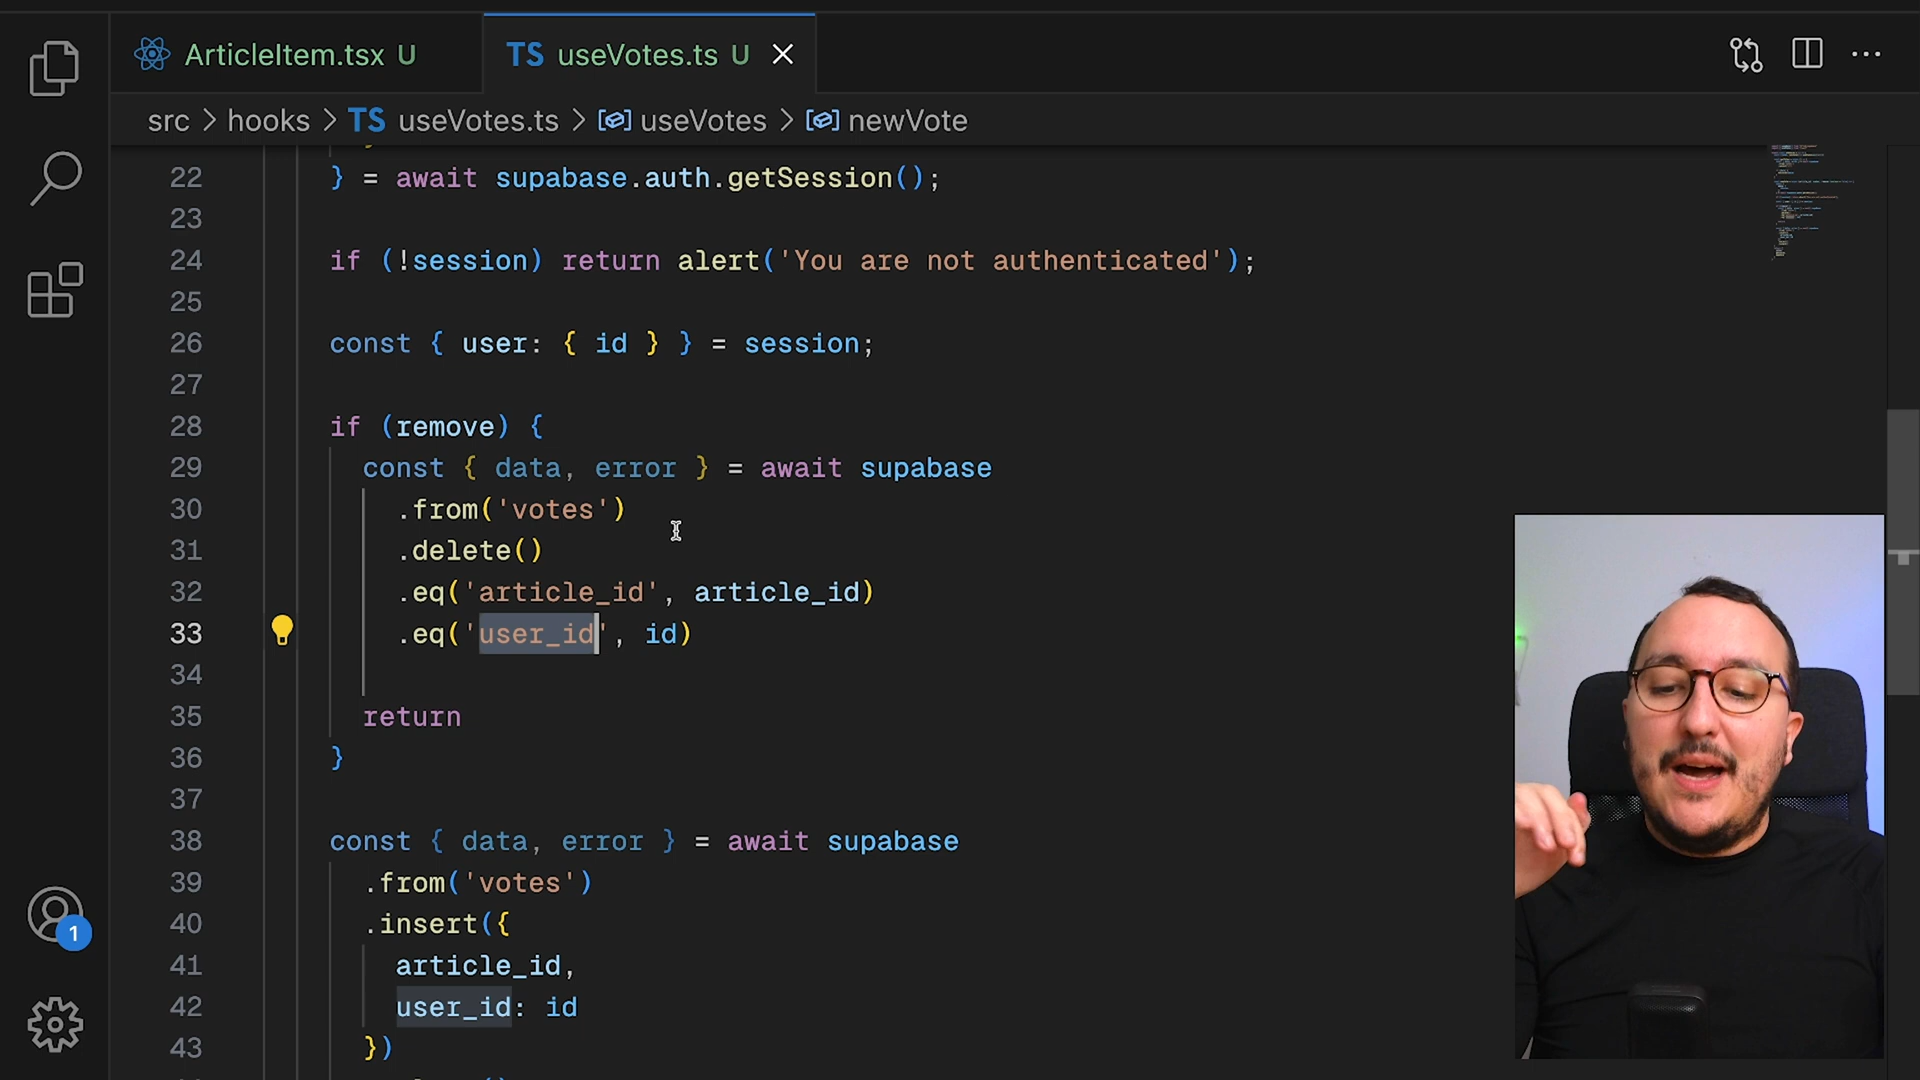 ArticleItem.tsx U
TS useVotes.ts U
src > hooks > TS useVotes.ts > useVotes > newVote
22 } = await supabase.auth.getSession();
23
24 if (!session) return alert('You are not authenticated');
25
26 const { user: { id } } = session;
27
28 if (remove) {
29 const { data, error } = await supabase
30 .from('votes')
31 .delete()
32 .eq('article_id', article_id)
33 .eq('user_id', id)
34
35 return
36 }
37
38 const { data, error } = await supabase
39 .from('votes')
40 .insert({
41 article_id,
42 user_id: id
43 })
1